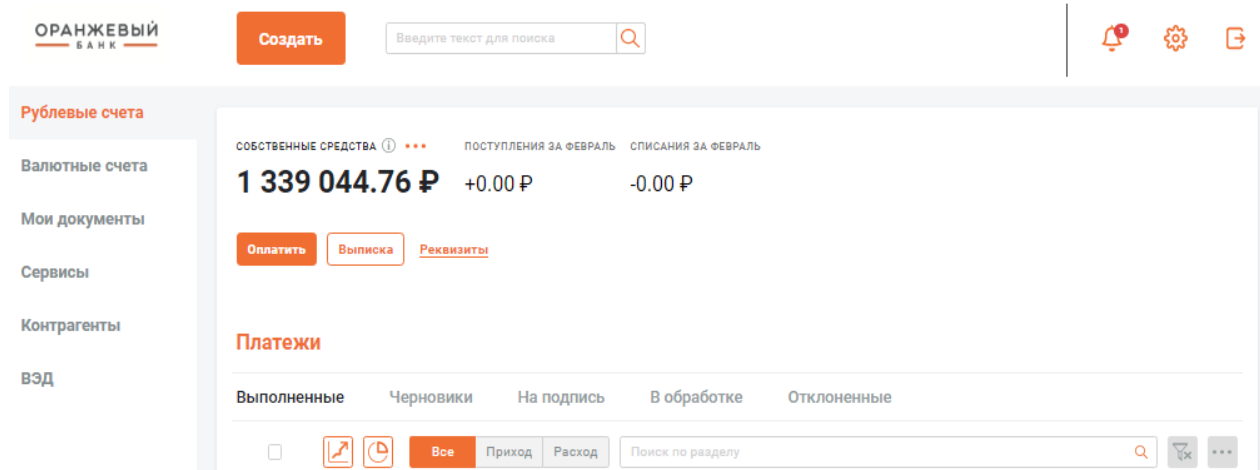 ОРАНЖЕВЫЙ
БАНК
Создать
Введите текст для поиска
1
Рублевые счета
Валютные счета
Мои документы
Сервисы
Контрагенты
ВЭД
СОБСТВЕННЫЕ СРЕДСТВА ПОСТУПЛЕНИЯ ЗА ФЕВРАЛЬ СПИСАНИЯ ЗА ФЕВРАЛЬ
1 339 044.76 ₽ +0.00 ₽ -0.00 ₽
Оплатить Выписка Реквизиты
Платежи
Выполненные Черновики На подпись В обработке Отклоненные
Все Приход Расход Поиск по разделу